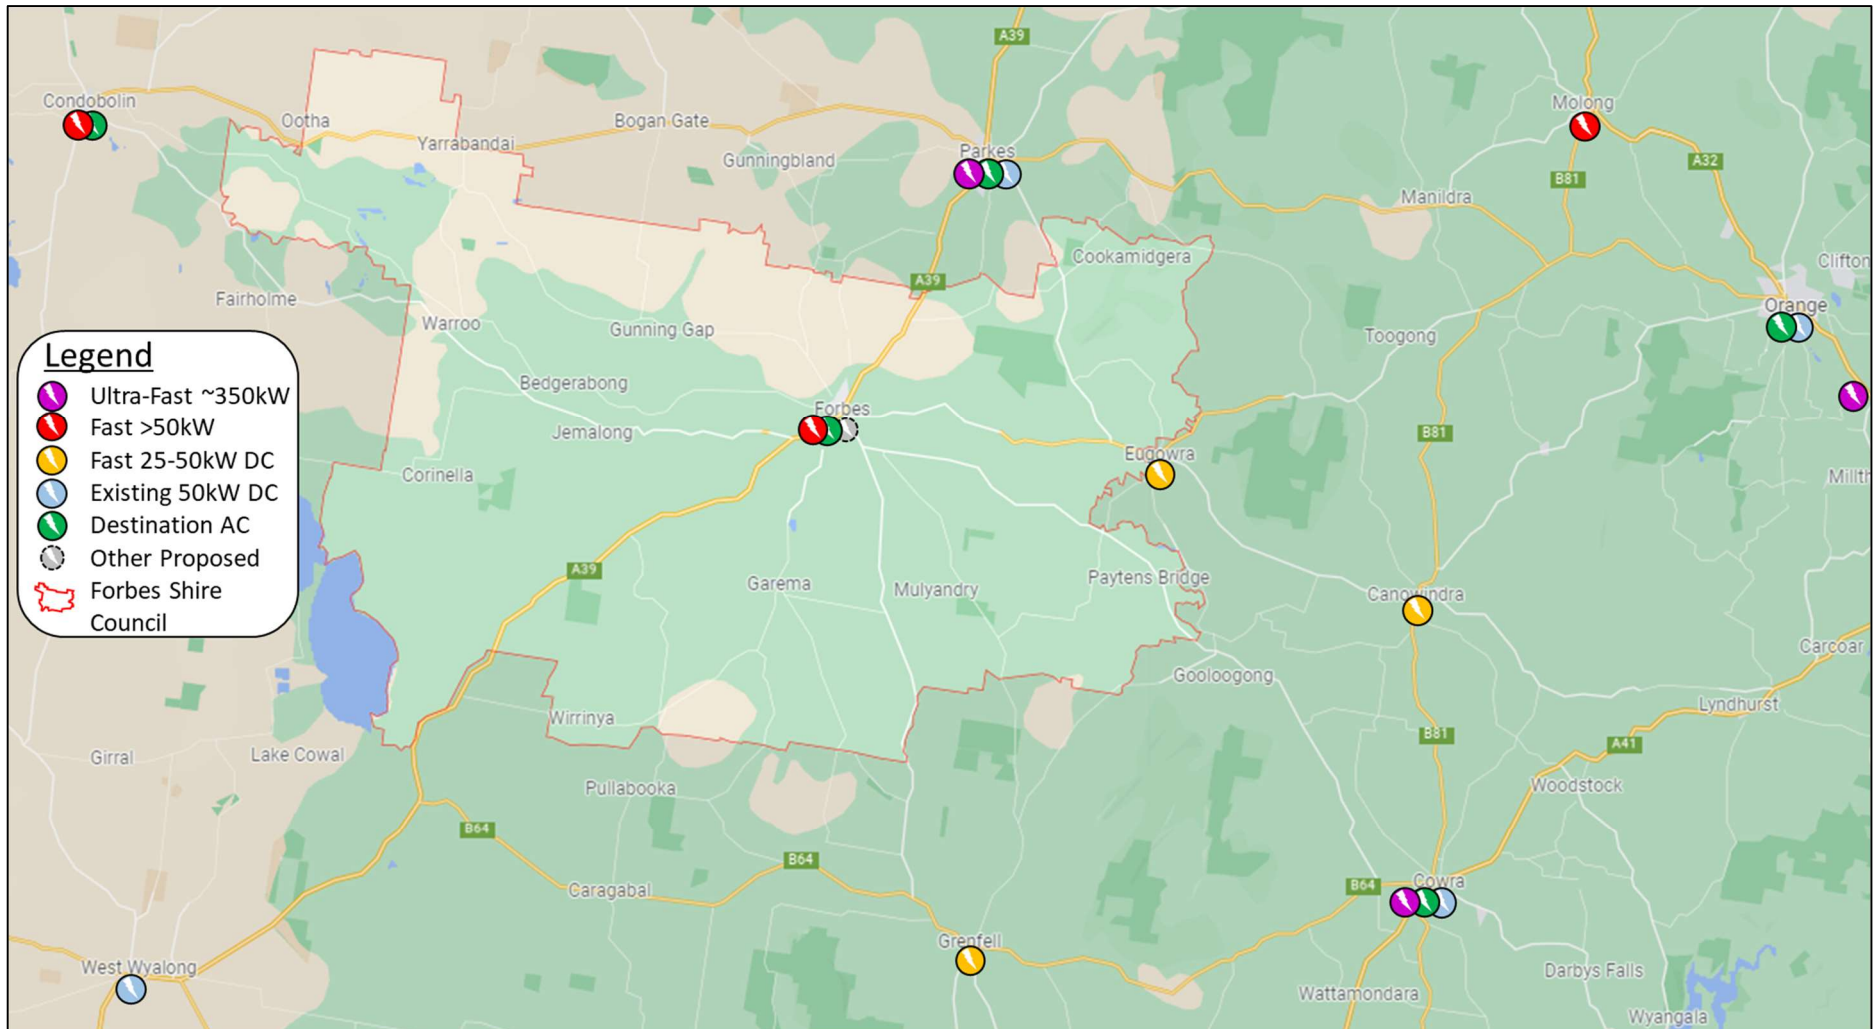 A39
Condobolin
Molong
Ootha
Bogan Gate
Yarrabandai
Parkes
Gunningbland
A32
B81
Manildra
Cookamidgera
Clifton
A39
Fairholme
Orange
Warroo
Gunning Gap
Toogong
Legend
Ultra-Fast ~350kW
Fast >50kW
Fast 25-50kW DC
Existing 50kW DC
Destination AC
Other Proposed
Forbes Shire
Council
Bedgerabong
Forbes
Jemalong
B81
Eugowra
Corinella
Millth
A39
Garema
Mulyandry
Paytens Bridge
Canowindra
Carcoar
Gooloogong
Lyndhurst
Wirrinya
B81
A41
Girral
Lake Cowal
Pullabooka
Woodstock
B64
B64
Caragabal
B64
Cowra
Grenfell
West Wyalong
Darbys Falls
Wattamondara
Wyangala